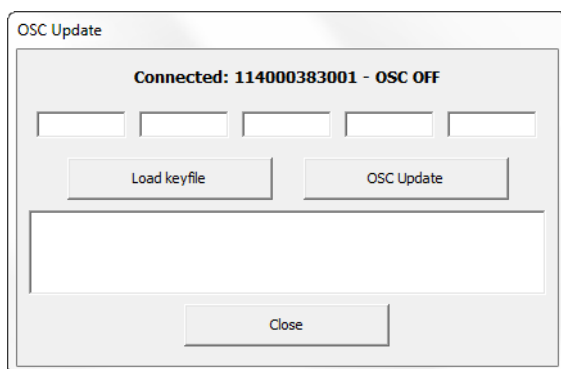 OSC Update
Connected: 114000383001 - OSC OFF
Load keyfile OSC Update
Close